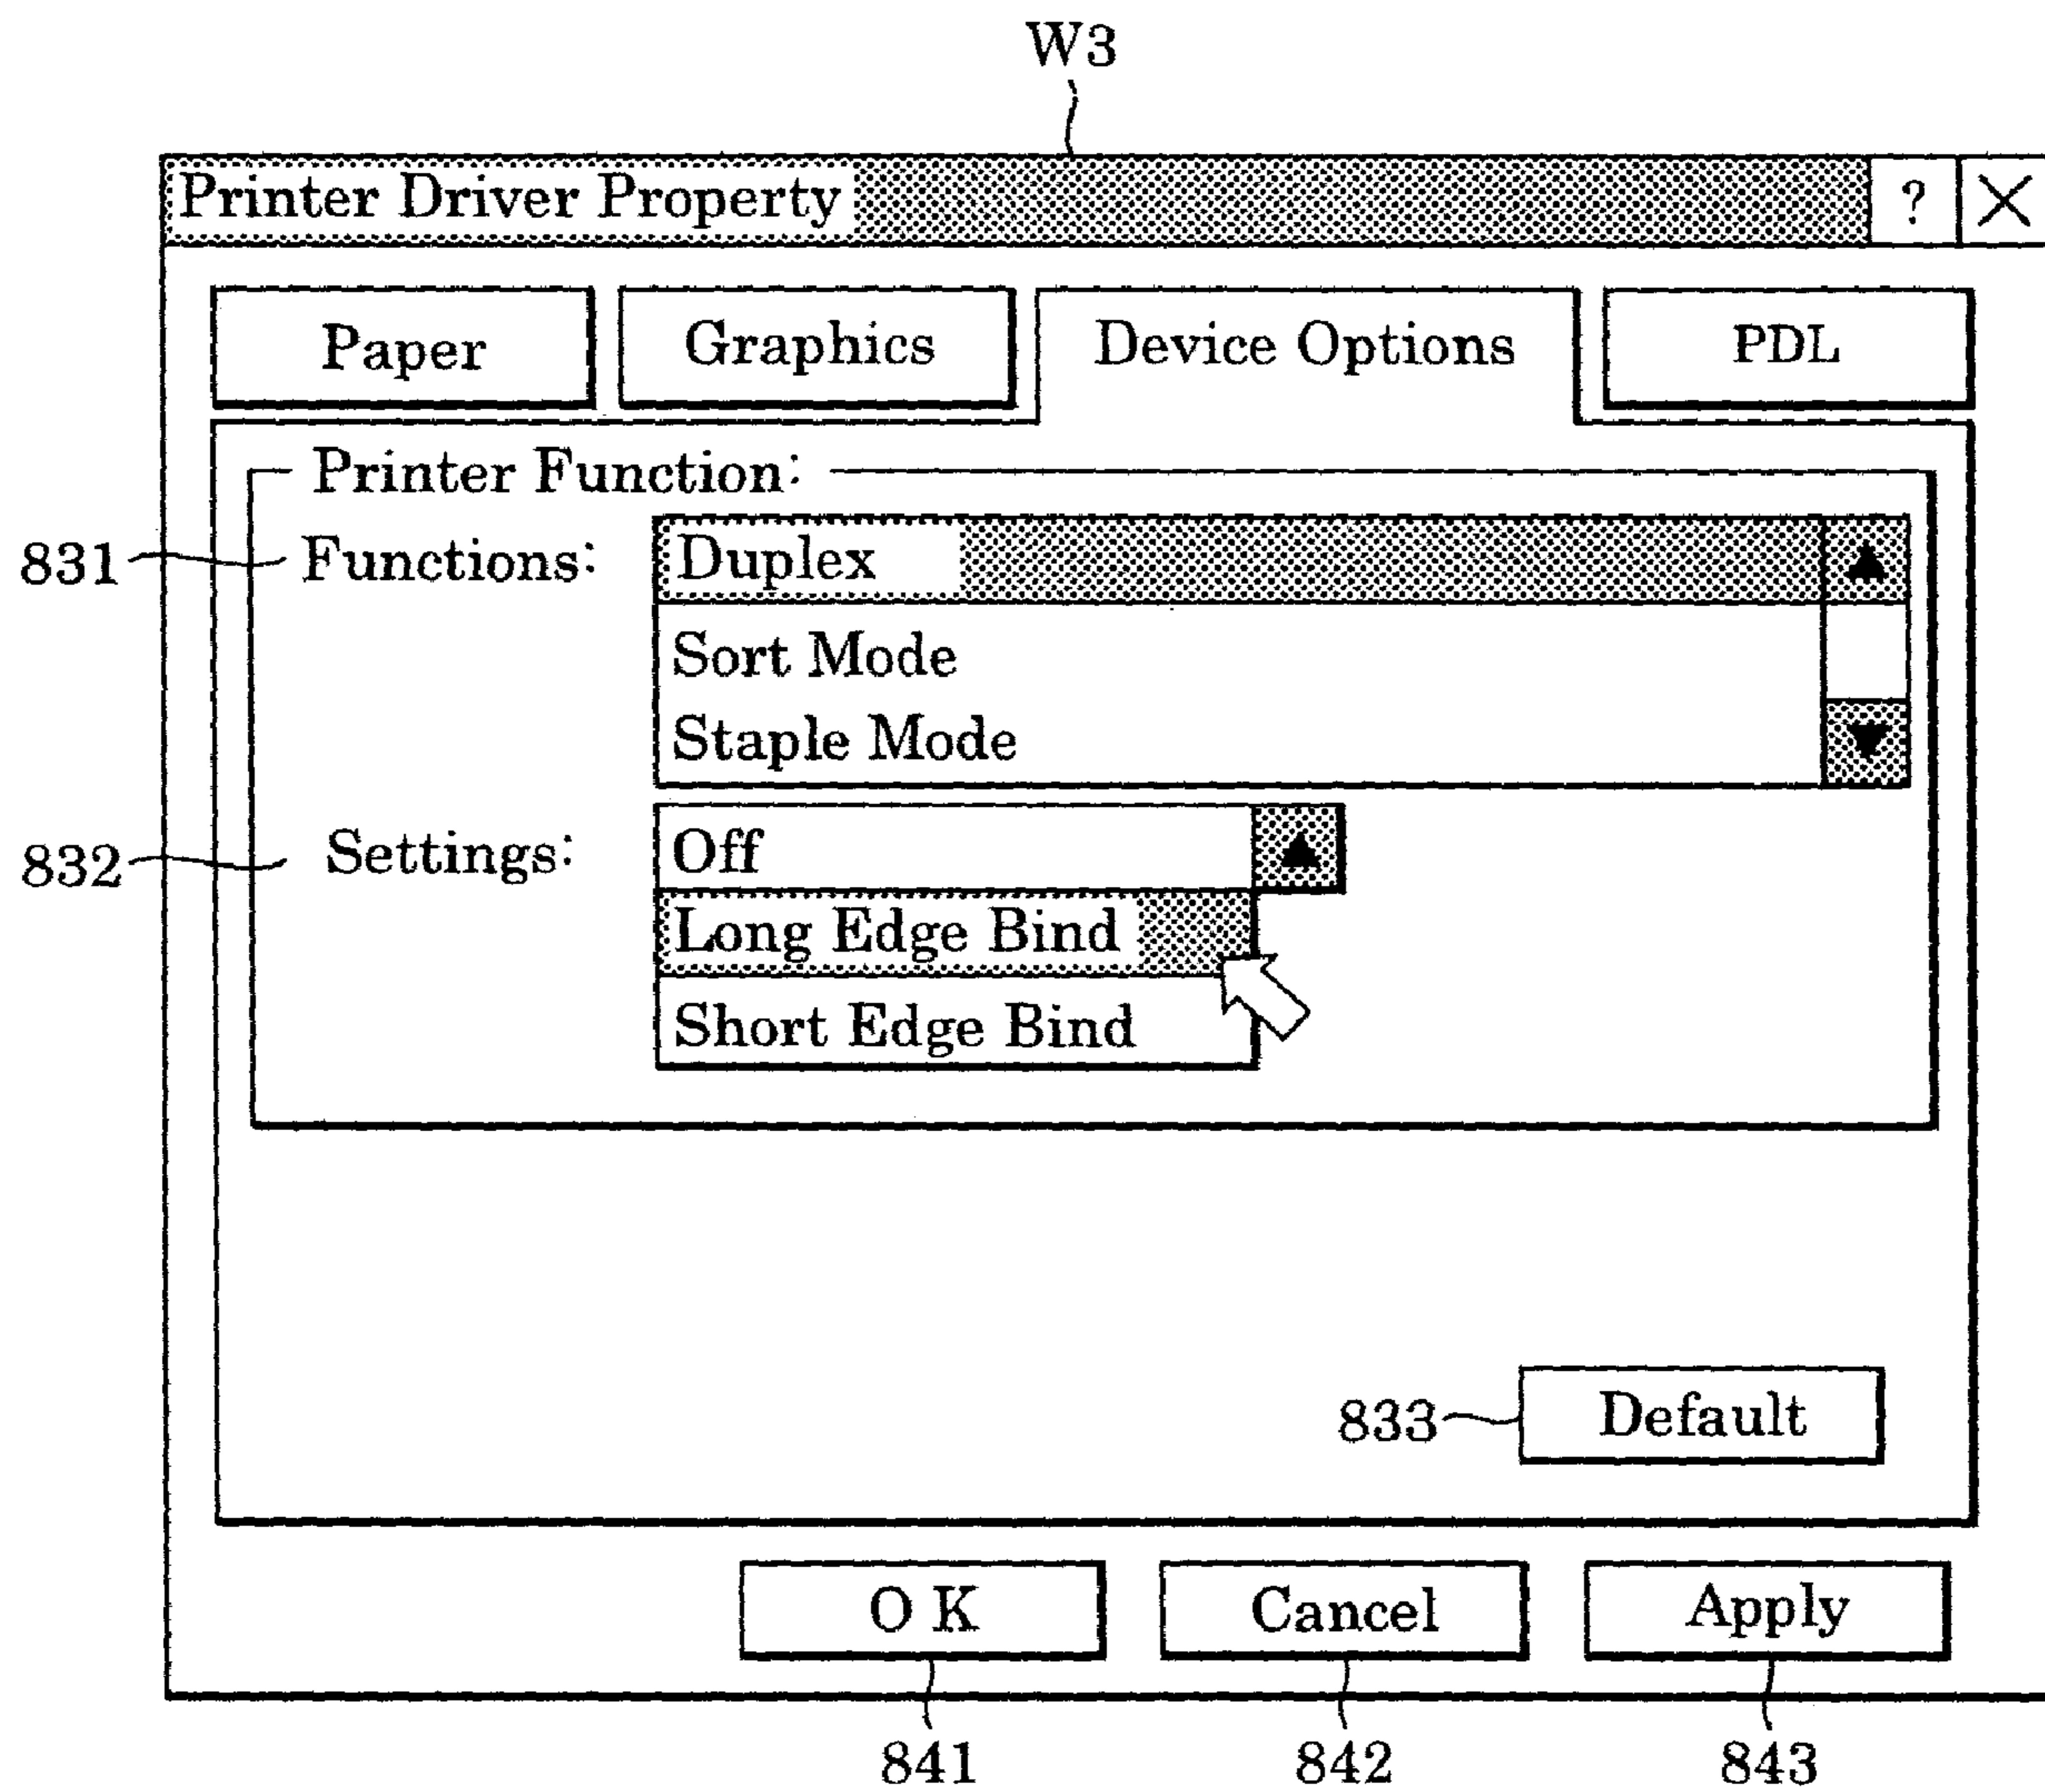 W3
Printer Driver Property ? X
Paper Graphics Device Options PDL
Printer Function:
831 Functions: Duplex
Sort Mode
Staple Mode
832 Settings: Off
Long Edge Bind
Short Edge Bind
833 Default
O K Cancel Apply
841 842 843